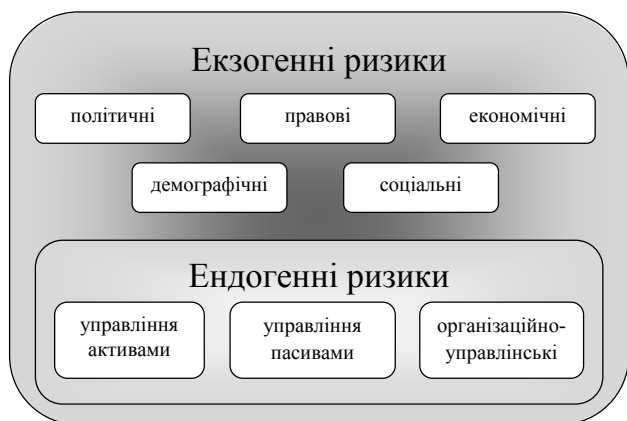 Екзогенні ризики
політичні правові економічні
демографічні соціальні
Ендогенні ризики
управління активами
управління пасивами
організаційно-
управлінські